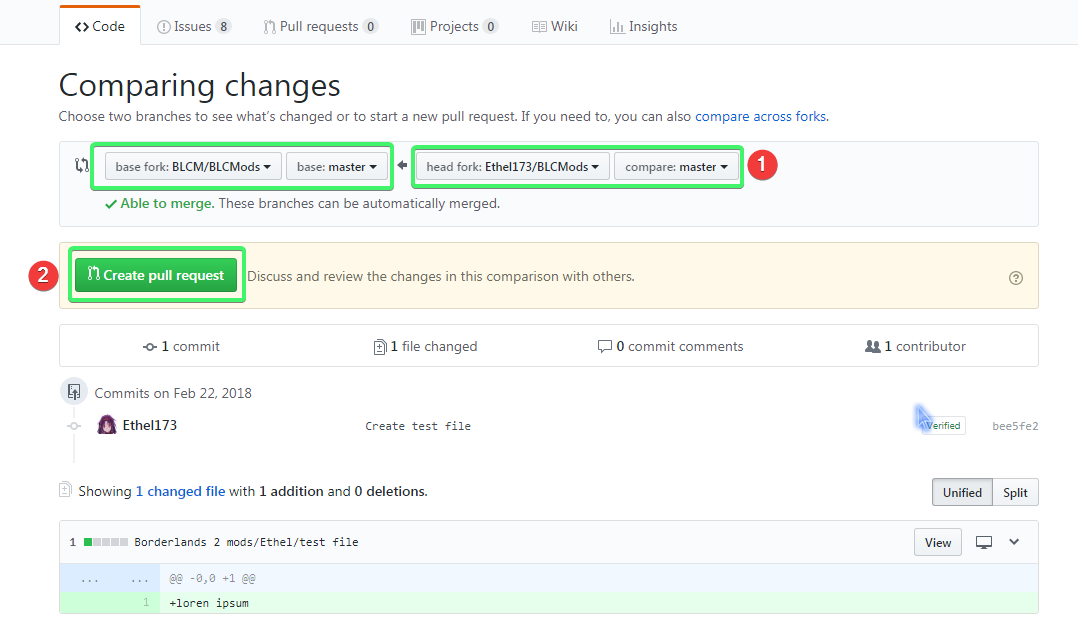 Code Issues 8 Pull requests 0 Projects 0 Wiki Insights
Comparing changes
Choose two branches to see what's changed or to start a new pull request. If you need to, you can also compare across forks.
base fork: BLCM/BLCMods base: master head fork: Ethel173/BLCMods compare: master 1
Able to merge. These branches can be automatically merged.
2 Create pull request Discuss and review the changes in this comparison with others.
1 commit 1 file changed 0 commit comments 1 contributor
Commits on Feb 22, 2018
Ethel173 Create test file Verified bee5fe2
Showing 1 changed file with 1 addition and 0 deletions.
Unified Split
1 Borderlands 2 mods/Ethel/test file View
... ... @@ -0,0 +1 @@
1 +loren ipsum